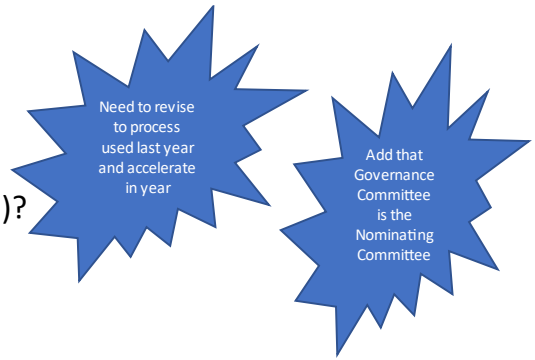 Need to revise
to process
used last year
and accelerate
in year
)?
Add that
Governance
Committee
is the
Nominating
Committee